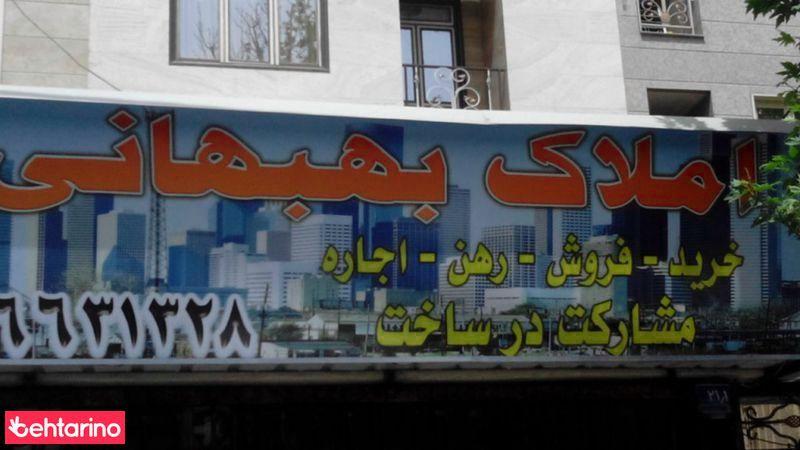 املاک بهبهانی
خرید - فروش - رهن - اجاره
مشارکت در ساخت
۶۶۳۱۳۲۸
behtarino